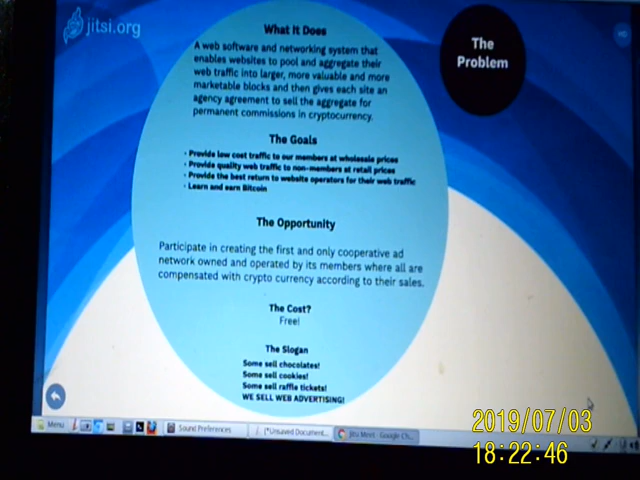 jitsi.org
What It Does
A web software and networking system that
enables websites to pool and aggregate their
web traffic into larger, more valuable and more
marketable blocks and then gives each site an
agency agreement to sell the aggregate for
permanent commissions in cryptocurrency.
The Problem
The Goals
• Provide low cost traffic to our members at wholesale prices
• Provide quality web traffic to non-members at retail prices
• Provide the best return to website operators for their web traffic
• Learn and earn Bitcoin
The Opportunity
Participate in creating the first and only cooperative ad
network owned and operated by its members where all are
compensated with crypto currency according to their sales.
The Cost?
Free!
The Slogan
Some sell chocolates!
Some sell cookies!
Some sell raffle tickets!
WE SELL WEB ADVERTISING!
Menu
Sound Preferences
(*Unsaved Document...
Jitsi Meet - Google Ch...
2019/07/03
18:22:46